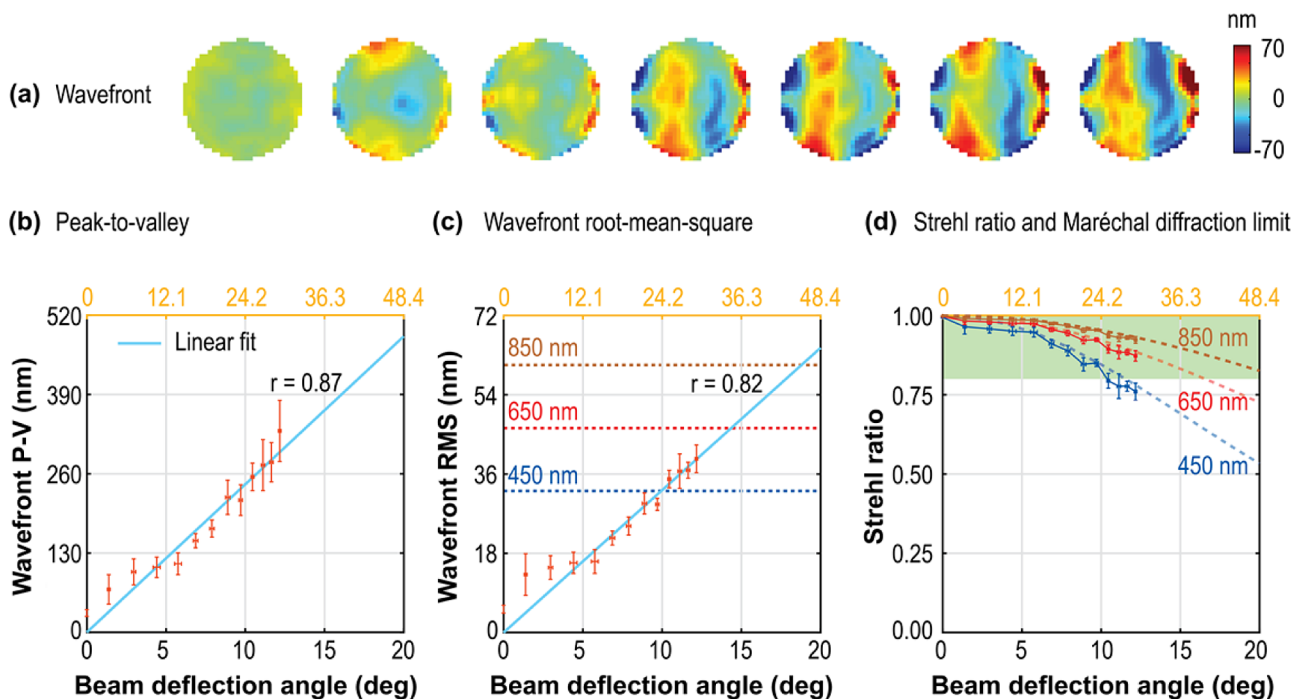 nm
(a) Wavefront
70
0
-70
(b) Peak-to-valley
(c) Wavefront root-mean-square
(d) Strehl ratio and Maréchal diffraction limit
0 12.1 24.2 36.3 48.4
520
390
260
130
0
Wavefront P-V (nm)
Linear fit
r = 0.87
0 5 10 15 20
Beam deflection angle (deg)
0 12.1 24.2 36.3 48.4
72
54
36
18
0
Wavefront RMS (nm)
850 nm
r = 0.82
650 nm
450 nm
0 5 10 15 20
Beam deflection angle (deg)
0 12.1 24.2 36.3 48.4
1.00
0.75
0.50
0.25
0.00
Strehl ratio
850 nm
650 nm
450 nm
0 5 10 15 20
Beam deflection angle (deg)